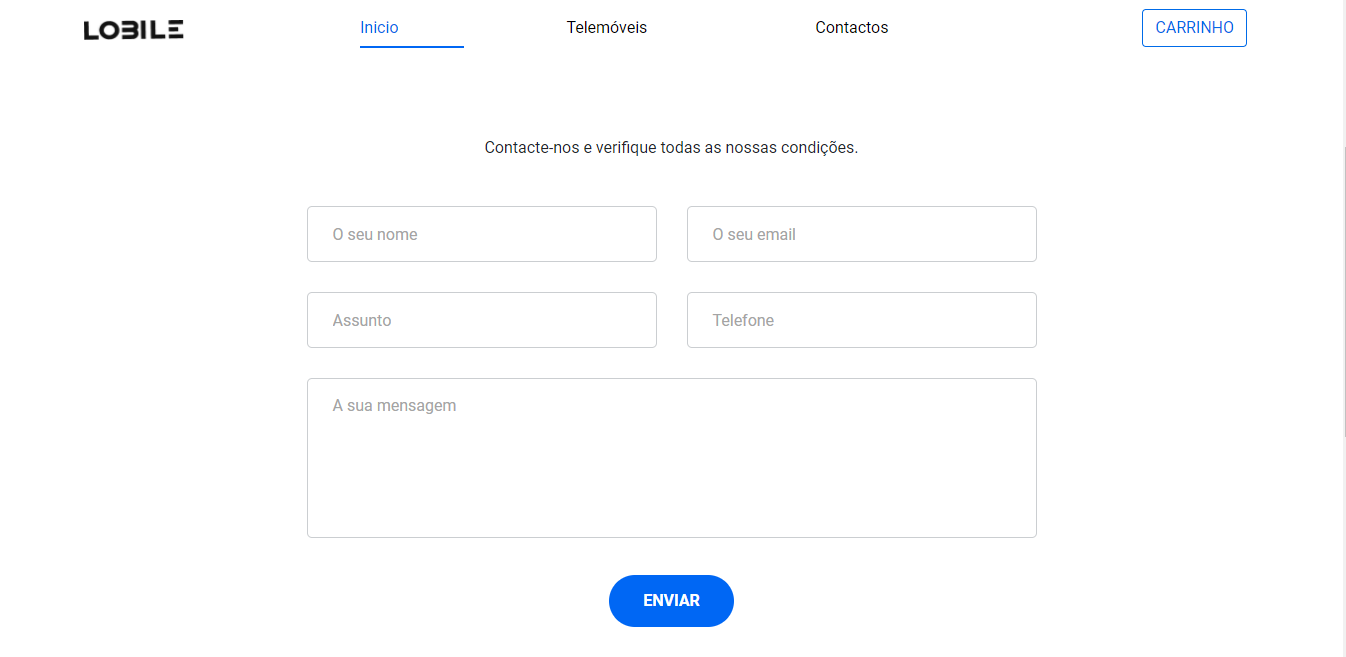 LOBILE
Inicio
Telemóveis
Contactos
CARRINHO
Contacte-nos e verifique todas as nossas condições.
O seu nome
O seu email
Assunto
Telefone
A sua mensagem
ENVIAR